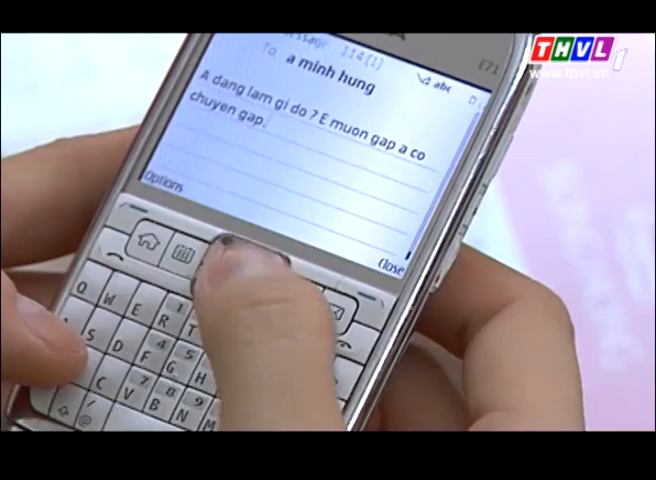 THVL1
www.thvl.vn
E71
Message 114(1)
abc
To a minh hung
A dang lam gi do ? E muon gap a co
chuyen gap.
Options
Close
Q W E R T
S D F G H
C V B N M